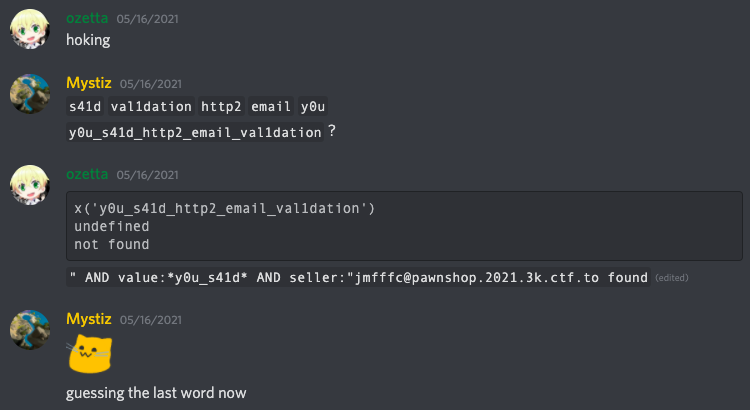 ozetta 05/16/2021
hoking
Mystiz 05/16/2021
s41d val1dation http2 email y0u
y0u_s41d_http2_email_val1dation ?
ozetta 05/16/2021
x('y0u_s41d_http2_email_val1dation')
undefined
not found
" AND value:*y0u_s41d* AND seller:"jmfffc@pawnshop.2021.3k.ctf.to found (edited)
Mystiz 05/16/2021
guessing the last word now